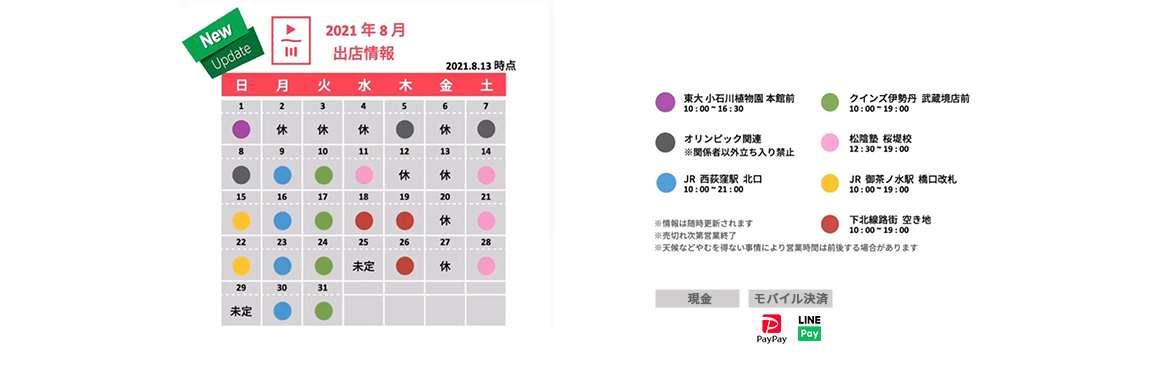 New
Update
2021 年 8 月
出店情報
2021.8.13 時点
日 月 火 水 木 金 土
1 2 3 4 5 6 7
休 休 休 休
8 9 10 11 12 13 14
休 休
15 16 17 18 19 20 21
休
22 23 24 25 26 27 28
未定 休
29 30 31
未定
東大 小石川植物園 本館前
10 : 00 ~ 16 : 30
オリンピック関連
※関係者以外立ち入り禁止
JR 西荻窪駅 北口
10 : 00 ~ 21 : 00
クインズ伊勢丹 武蔵境店前
10 : 00 ~ 19 : 00
松陰塾 桜堤校
12 : 30 ~ 19 : 00
JR 御茶ノ水駅 橋口改札
10 : 00 ~ 19 : 00
下北線路街 空き地
10 : 00 ~ 19 : 00
※情報は随時更新されます
※売切れ次第営業終了
※天候などやむを得ない事情により営業時間は前後する場合があります
現金
モバイル決済
PayPay
LINE
Pay